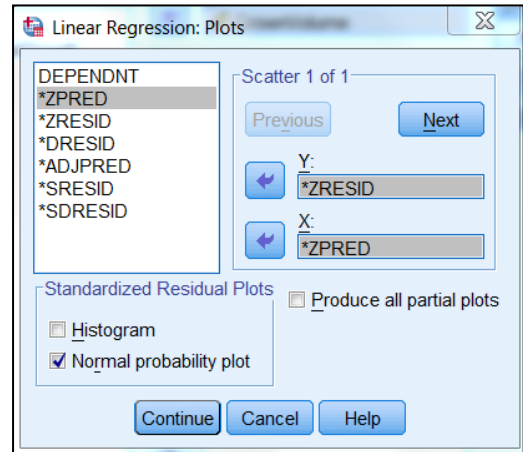 Linear Regression: Plots
DEPENDNT
*ZPRED
*ZRESID
*DRESID
*ADJPRED
*SRESID
*SDRESID
Scatter 1 of 1
Previous
Next
Y:
*ZRESID
X:
*ZPRED
Standardized Residual Plots
Histogram
Normal probability plot
Produce all partial plots
Continue
Cancel
Help